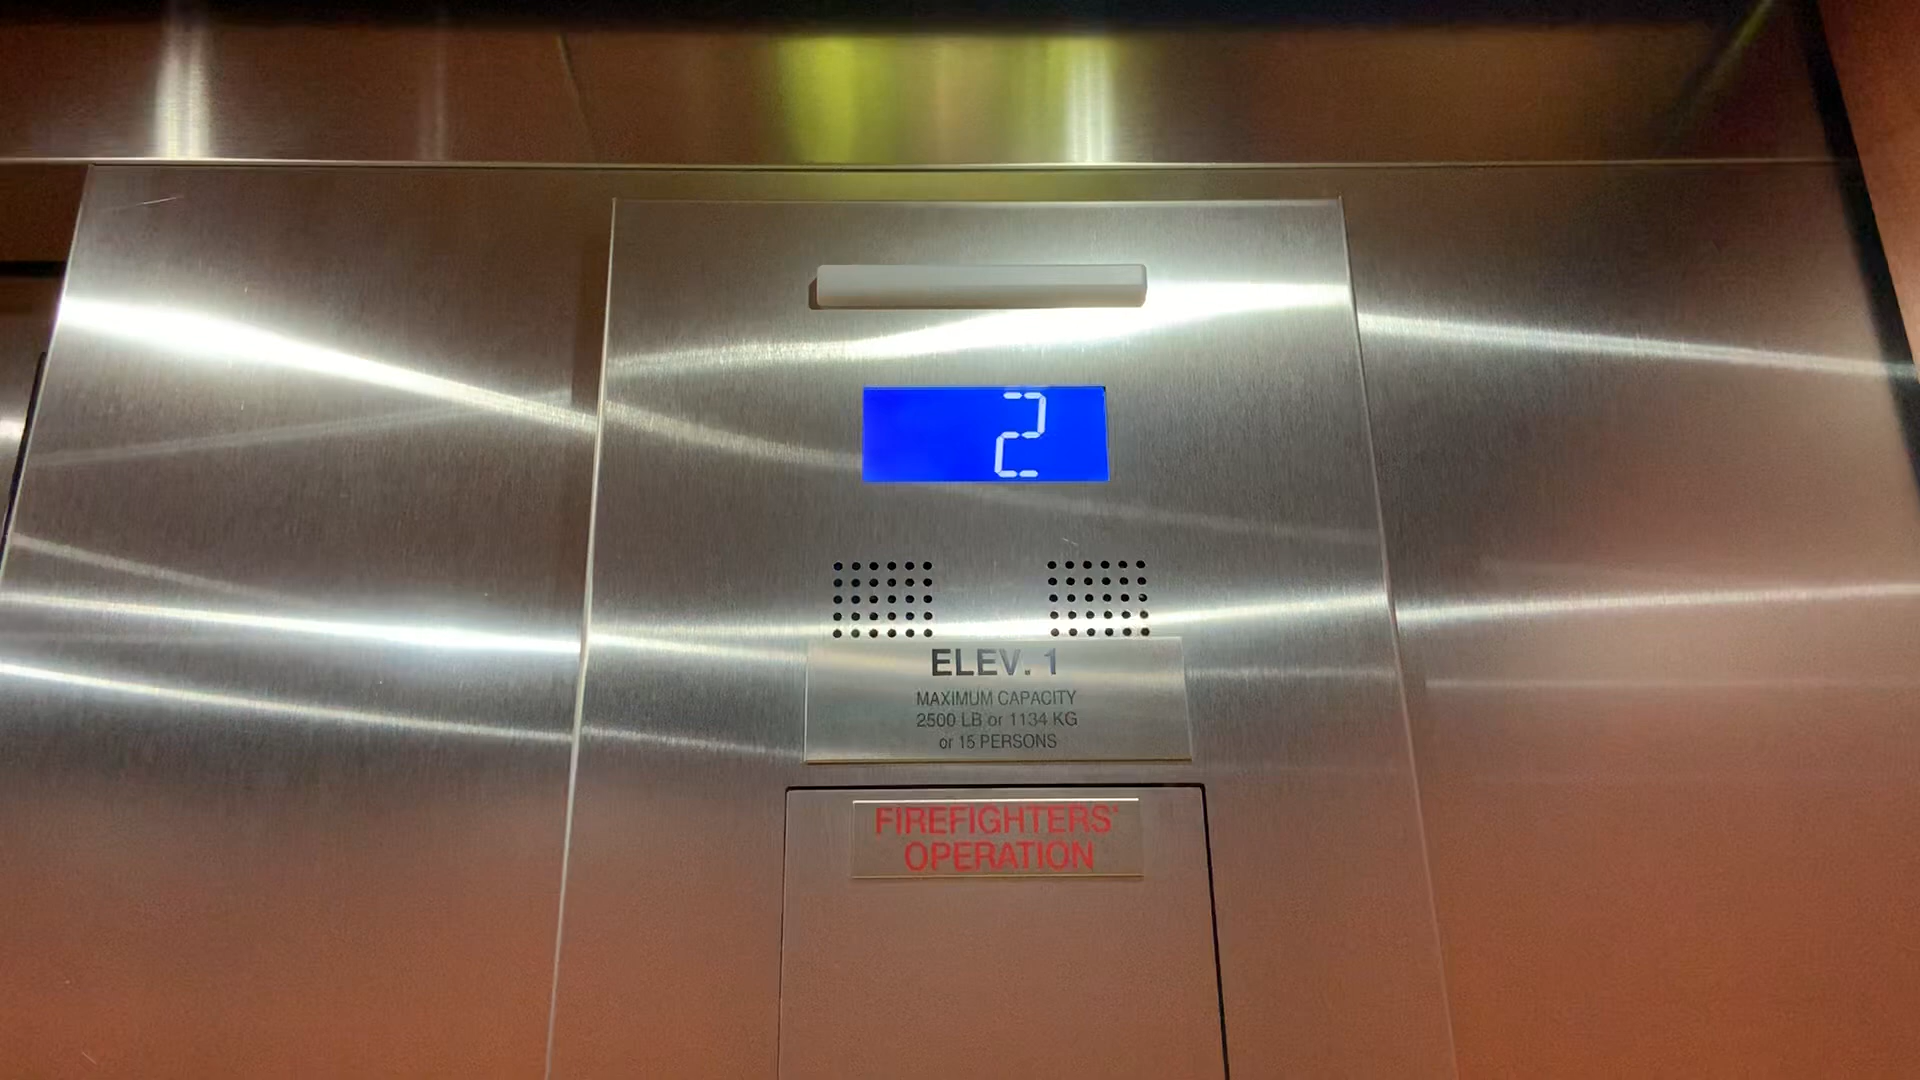 2
ELEV. 1
MAXIMUM CAPACITY
2500 LB or 1134 KG
or 15 PERSONS
FIREFIGHTERS'
OPERATION